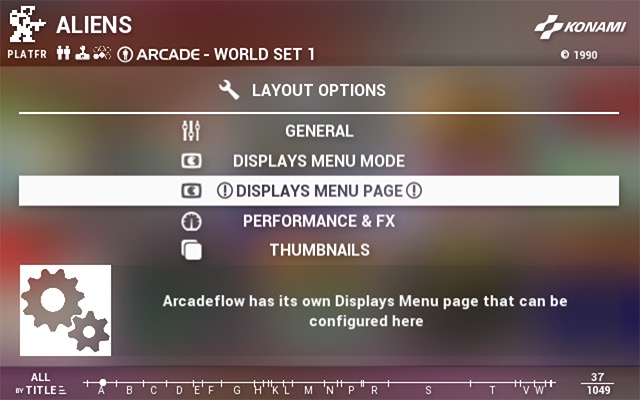 ALIENS
KONAMI
PLATFR
ARCADE - WORLD SET 1
© 1990
LAYOUT OPTIONS
GENERAL
DISPLAYS MENU MODE
DISPLAYS MENU PAGE
PERFORMANCE & FX
THUMBNAILS
Arcadeflow has its own Displays Menu page that can be
configured here
ALL
BY TITLE
A B C D E F G H K L M N P R S T V W
37
1049